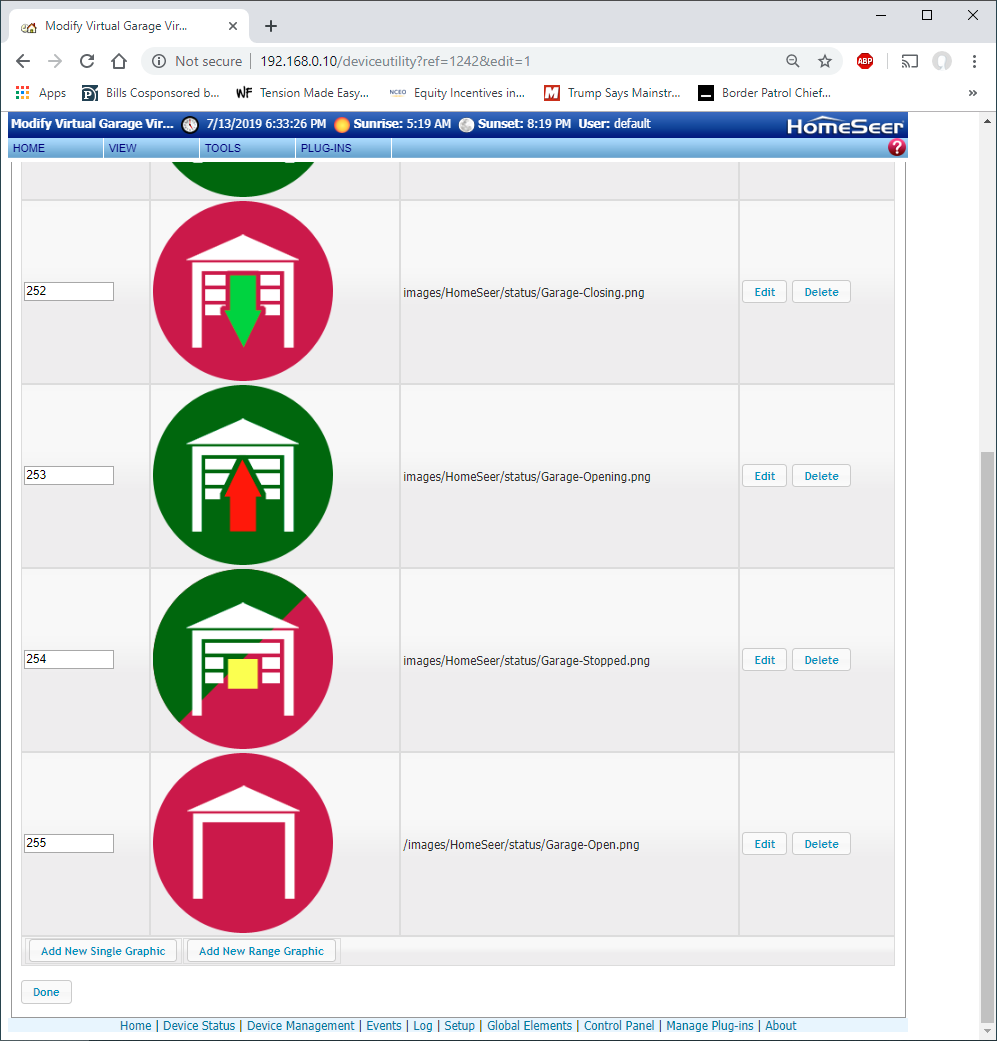 Modify Virtual Garage Vir...
Not secure | 192.168.0.10/deviceutility?ref=1242&edit=1
ABP
Apps
Bills Cosponsored b...
WF Tension Made Easy...
NCEO Equity Incentives in...
M Trump Says Mainstr...
Border Patrol Chief...
»
Modify Virtual Garage Vir... 7/13/2019 6:33:26 PM Sunrise: 5:19 AM Sunset: 8:19 PM User: default
HomeSeer
HOME VIEW TOOLS PLUG-INS ?
252 images/HomeSeer/status/Garage-Closing.png Edit Delete
253 images/HomeSeer/status/Garage-Opening.png Edit Delete
254 images/HomeSeer/status/Garage-Stopped.png Edit Delete
255 /images/HomeSeer/status/Garage-Open.png Edit Delete
Add New Single Graphic Add New Range Graphic
Done
Home | Device Status | Device Management | Events | Log | Setup | Global Elements | Control Panel | Manage Plug-ins | About